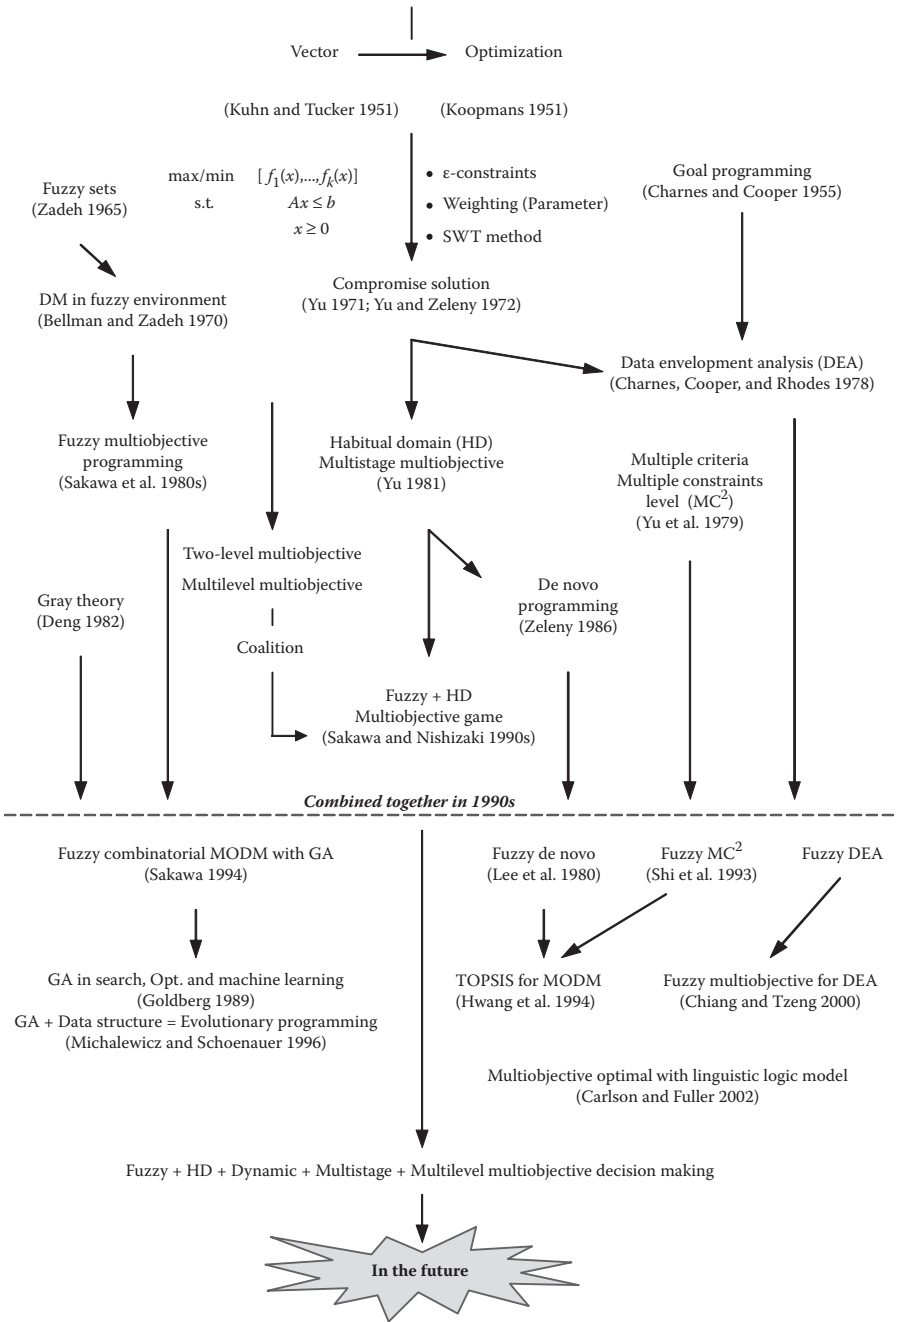 Vector
Optimization
(Kuhn and Tucker 1951)
(Koopmans 1951)
Fuzzy sets
(Zadeh 1965)
max/min [f1(x),...,fk(x)]
s.t. Ax ≤ b
x ≥ 0
• ε-constraints
• Weighting (Parameter)
• SWT method
Goal programming
(Charnes and Cooper 1955)
DM in fuzzy environment
(Bellman and Zadeh 1970)
Compromise solution
(Yu 1971; Yu and Zeleny 1972)
Data envelopment analysis (DEA)
(Charnes, Cooper, and Rhodes 1978)
Fuzzy multiobjective
programming
(Sakawa et al. 1980s)
Habitual domain (HD)
Multistage multiobjective
(Yu 1981)
Multiple criteria
Multiple constraints
level (MC2)
(Yu et al. 1979)
Two-level multiobjective
Multilevel multiobjective
Coalition
Gray theory
(Deng 1982)
De novo
programming
(Zeleny 1986)
Fuzzy + HD
Multiobjective game
(Sakawa and Nishizaki 1990s)
Combined together in 1990s
Fuzzy combinatorial MODM with GA
(Sakawa 1994)
Fuzzy de novo
(Lee et al. 1980)
Fuzzy MC2
(Shi et al. 1993)
Fuzzy DEA
GA in search, Opt. and machine learning
(Goldberg 1989)
GA + Data structure = Evolutionary programming
(Michalewicz and Schoenauer 1996)
TOPSIS for MODM
(Hwang et al. 1994)
Fuzzy multiobjective for DEA
(Chiang and Tzeng 2000)
Multiobjective optimal with linguistic logic model
(Carlson and Fuller 2002)
Fuzzy + HD + Dynamic + Multistage + Multilevel multiobjective decision making
In the future